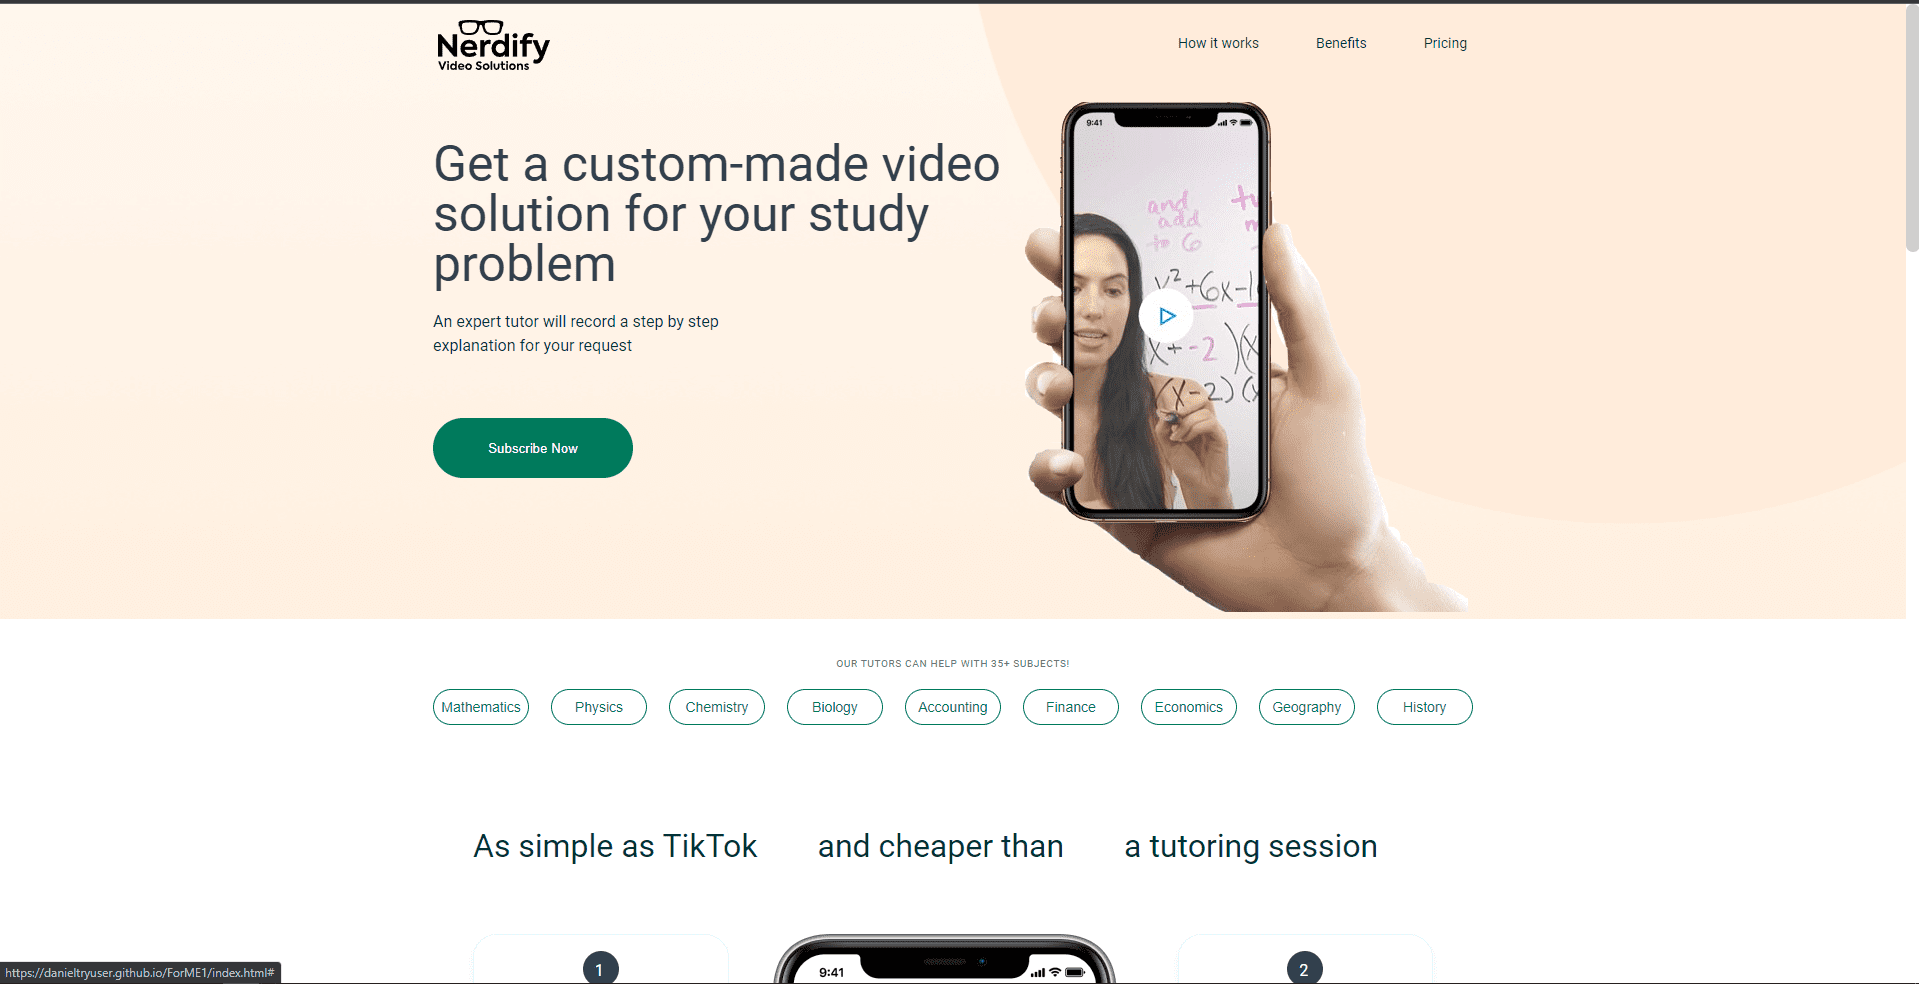 Nerdify
Video Solutions
How it works
Benefits
Pricing
Get a custom-made video
solution for your study
problem
An expert tutor will record a step by step
explanation for your request
Subscribe Now
9:41
and
add
to 6
+6x-1
x+-2)(x
(x-2)(x
OUR TUTORS CAN HELP WITH 35+ SUBJECTS!
Mathematics
Physics
Chemistry
Biology
Accounting
Finance
Economics
Geography
History
As simple as TikTok
and cheaper than
a tutoring session
1
9:41
2
https://danieltryuser.github.io/ForME1/index.html#